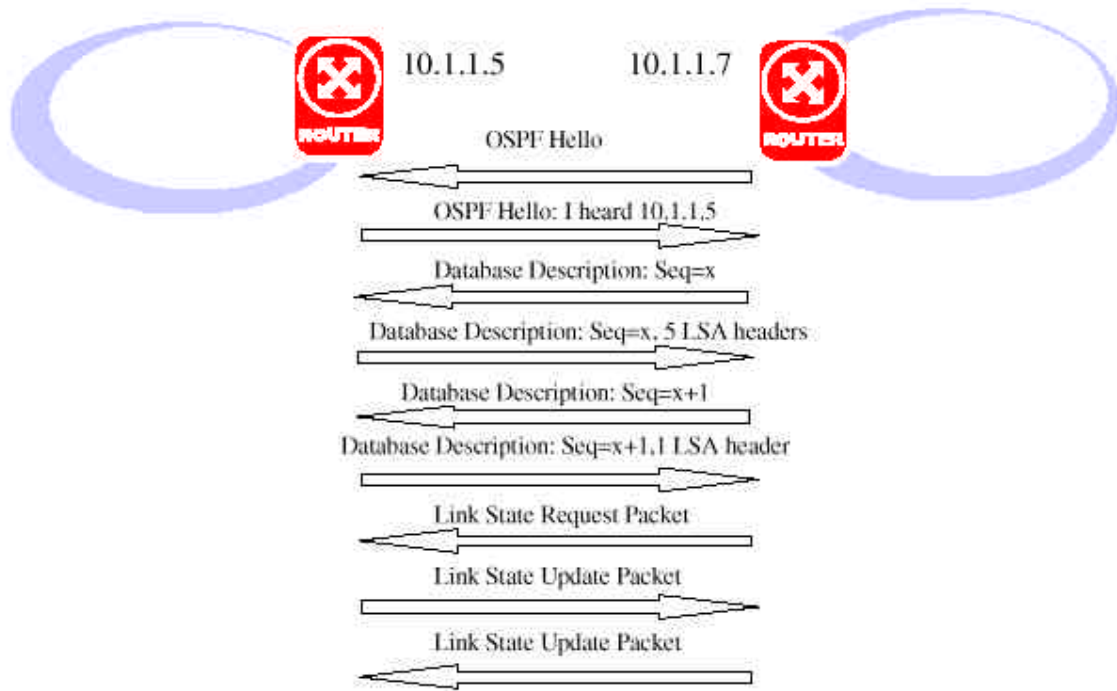 10.1.1.5
10.1.1.7
ROUTER
ROUTER
OSPF Hello
OSPF Hello: I heard 10.1.1.5
Database Description: Seq=x
Database Description: Seq=x, 5 LSA headers
Database Description: Seq=x+1
Database Description: Seq=x+1,1 LSA header
Link State Request Packet
Link State Update Packet
Link State Update Packet